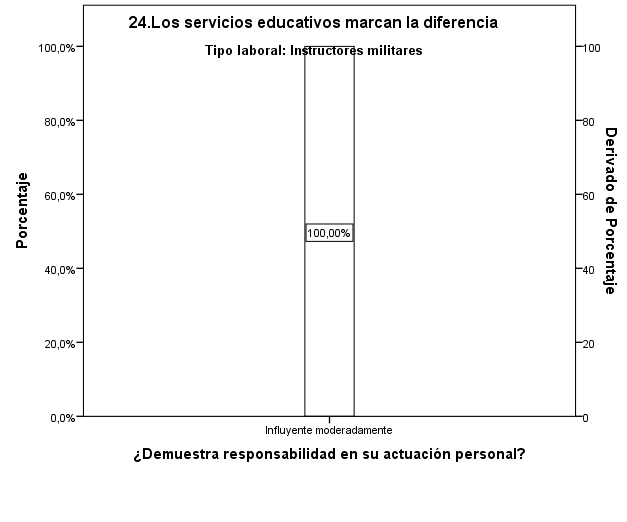 24.Los servicios educativos marcan la diferencia
Tipo laboral: Instructores militares
Porcentaje
100,0%
80,0%
60,0%
40,0%
20,0%
0,0%
100,00%
100
80
60
40
20
0
Derivado de Porcentaje
Influyente moderadamente
¿Demuestra responsabilidad en su actuación personal?